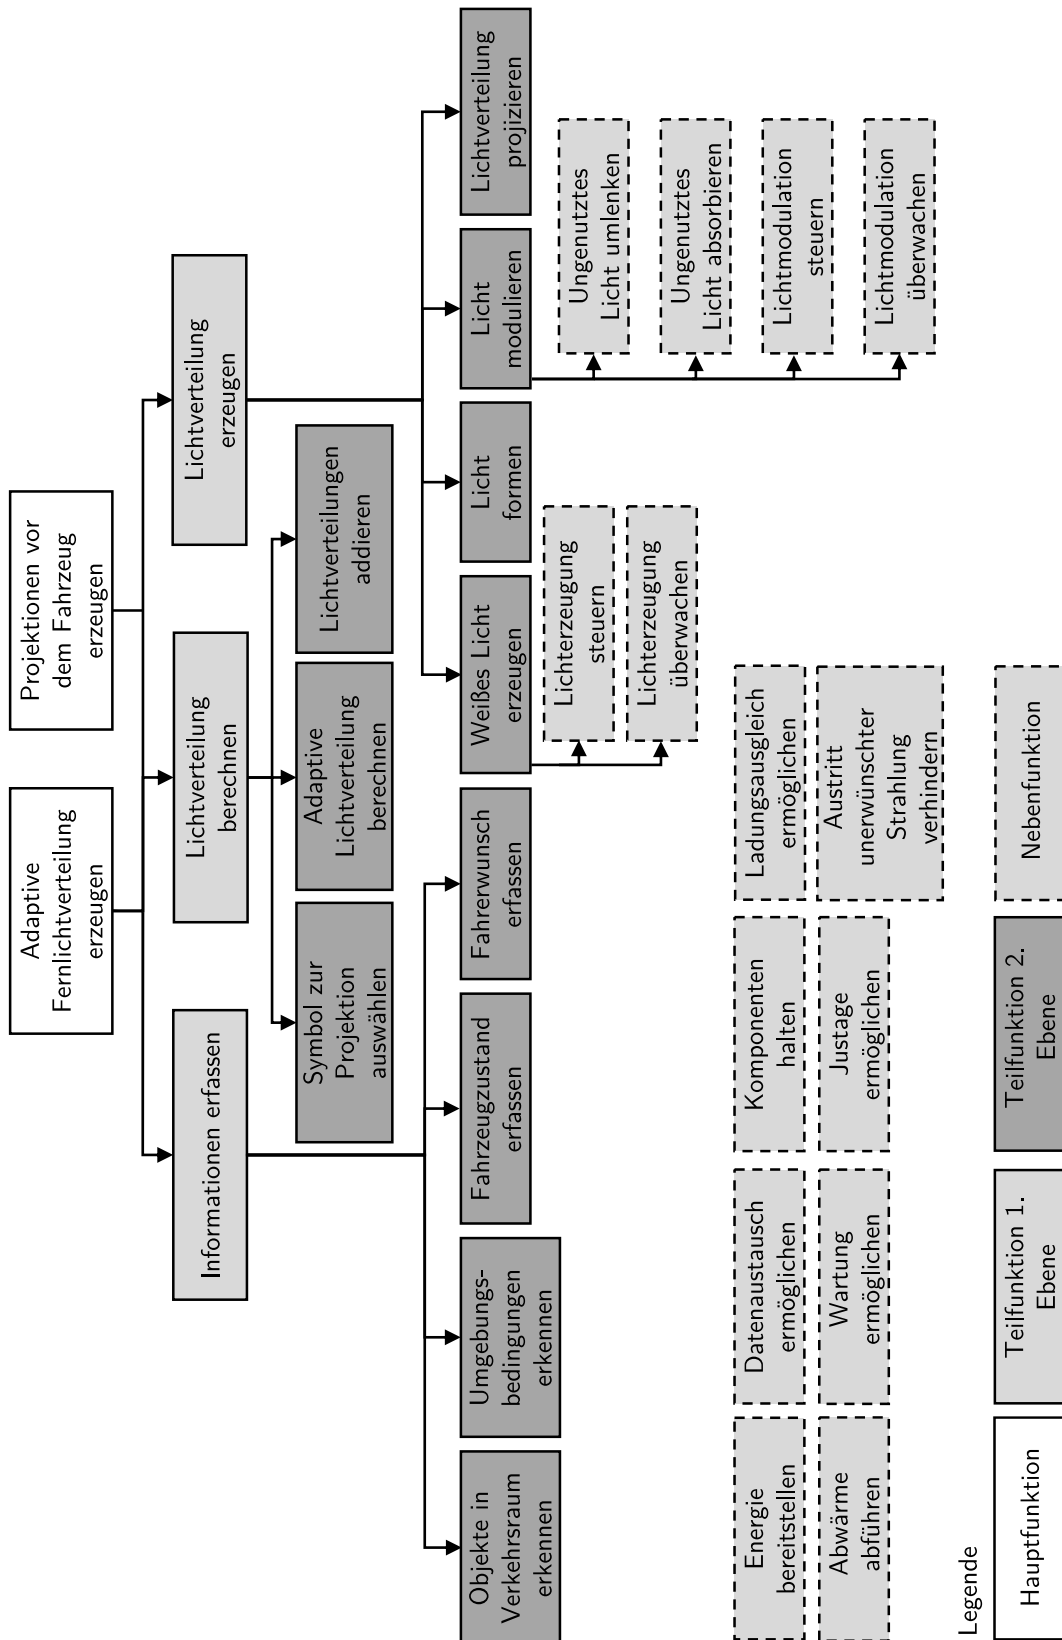 Adaptive
Fernlichtverteilung
erzeugen
Projektionen vor
dem Fahrzeug
erzeugen
Informationen erfassen
Lichtverteilung
berechnen
Lichtverteilung
erzeugen
Symbol zur
Projektion
auswählen
Adaptive
Lichtverteilung
berechnen
Lichtverteilungen
addieren
Objekte in
Verkehrsraum
erkennen
Umgebungs-
bedingungen
erkennen
Fahrzeugzustand
erfassen
Fahrerwunsch
erfassen
Weißes Licht
erzeugen
Licht
formen
Licht
modulieren
Lichtverteilung
projizieren
Lichterzeugung
steuern
Lichterzeugung
überwachen
Ungenutztes
Licht umlenken
Ungenutztes
Licht absorbieren
Lichtmodulation
steuern
Lichtmodulation
überwachen
Energie
bereitstellen
Datenaustausch
ermöglichen
Komponenten
halten
Ladungsausgleich
ermöglichen
Abwärme
abführen
Wartung
ermöglichen
Justage
ermöglichen
Austritt
unerwünschter
Strahlung
verhindern
Legende
Hauptfunktion
Teilfunktion 1.
Ebene
Teilfunktion 2.
Ebene
Nebenfunktion